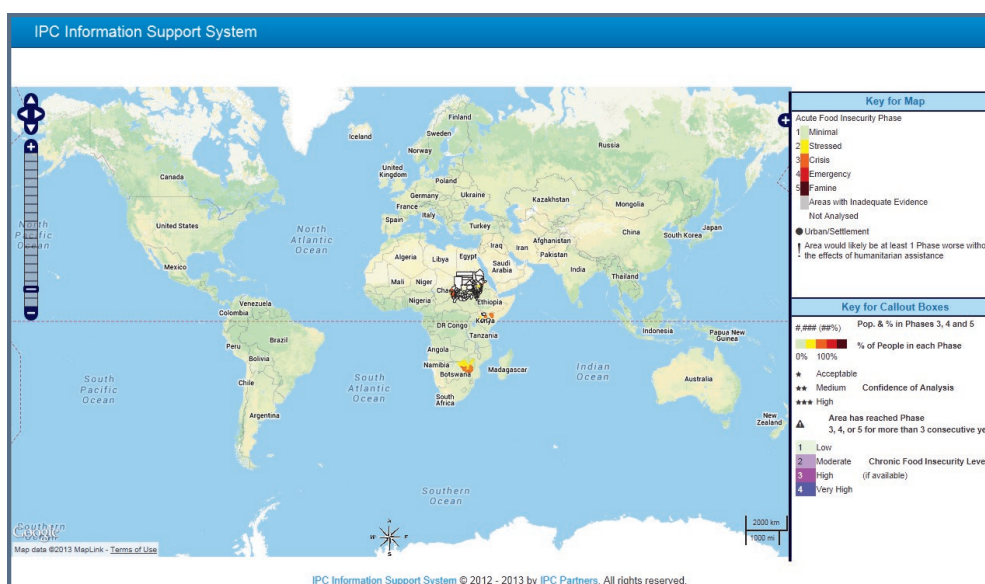 IPC Information Support System
Finland
Iceland
Sweden
Russia
Norway
Canada
United Kingdom
Poland
Germany
Ukraine
France
Kazakhstan
Mongolia
Italy
Spain
Turkey
United States
North Pacific Ocean
North Atlantic Ocean
Japan
South Korea
China
Afghanistan
Iraq
Iran
Pakistan
Algeria
Libya
Egypt
Saudi Arabia
Mexico
India
Mali
Niger
Thailand
Nigeria
Ethiopia
Venezuela
Colombia
Kenya
DR Congo
Tanzania
Indonesia
Papua New Guinea
Peru
Brazil
Angola
Bolivia
Namibia
Botswana
Madagascar
South Pacific Ocean
South Atlantic Ocean
Indian Ocean
Australia
Chile
South Africa
Argentina
New Zealand
Southern Ocean
Google
Map data ©2013 MapLink - Terms of Use
W
S
2000 km
1000 mi
Key for Map
Acute Food Insecurity Phase
1 Minimal
2 Stressed
3 Crisis
4 Emergency
5 Famine
Areas with Inadequate Evidence
Not Analysed
Urban/Settlement
! Area would likely be at least 1 Phase worse witho
the effects of humanitarian assistance
Key for Callout Boxes
#,### (##%) Pop. & % in Phases 3, 4 and 5
% of People in each Phase
0% 100%
★ Acceptable
★★ Medium Confidence of Analysis
★★★ High
Area has reached Phase
3, 4, or 5 for more than 3 consecutive ye
1 Low
2 Moderate Chronic Food Insecurity Leve
3 High (if available)
4 Very High
IPC Information Support System © 2012 - 2013 by IPC Partners. All rights reserved.